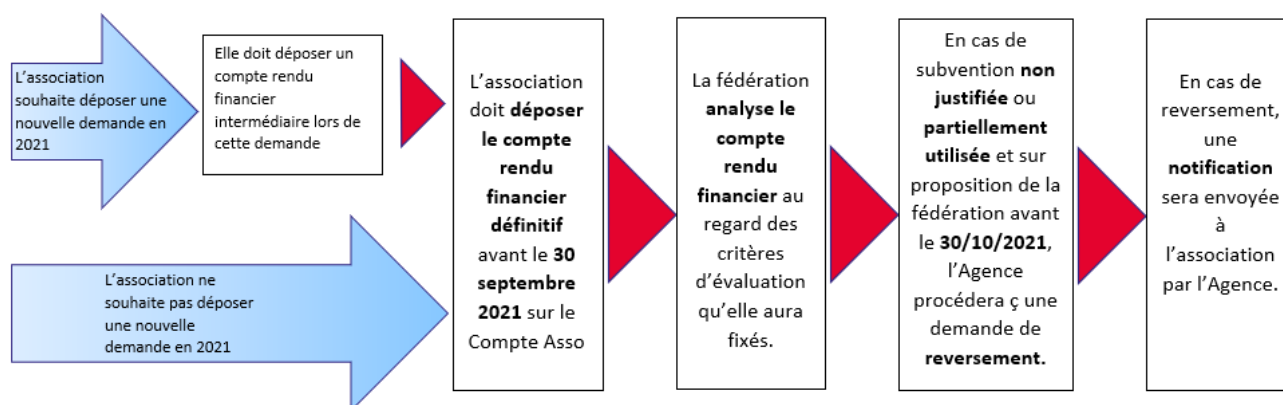 L'association
souhaite déposer une
nouvelle demande en
2021
Elle doit déposer un
compte rendu
financier
intermédiaire lors de
cette demande
L'association ne
souhaite pas déposer
une nouvelle
demande en 2021
L'association
doit déposer
le compte
rendu
financier
définitif
avant le 30
septembre
2021 sur le
Compte Asso
La fédération
analyse le
compte
rendu
financier au
regard des
critères
d'évaluation
qu'elle aura
fixés.
En cas de
subvention non
justifiée ou
partiellement
utilisée et sur
proposition de la
fédération avant
le 30/10/2021,
l'Agence
procédera ç une
demande de
reversement.
En cas de
reversement,
une
notification
sera envoyée
à
l'association
par l'Agence.